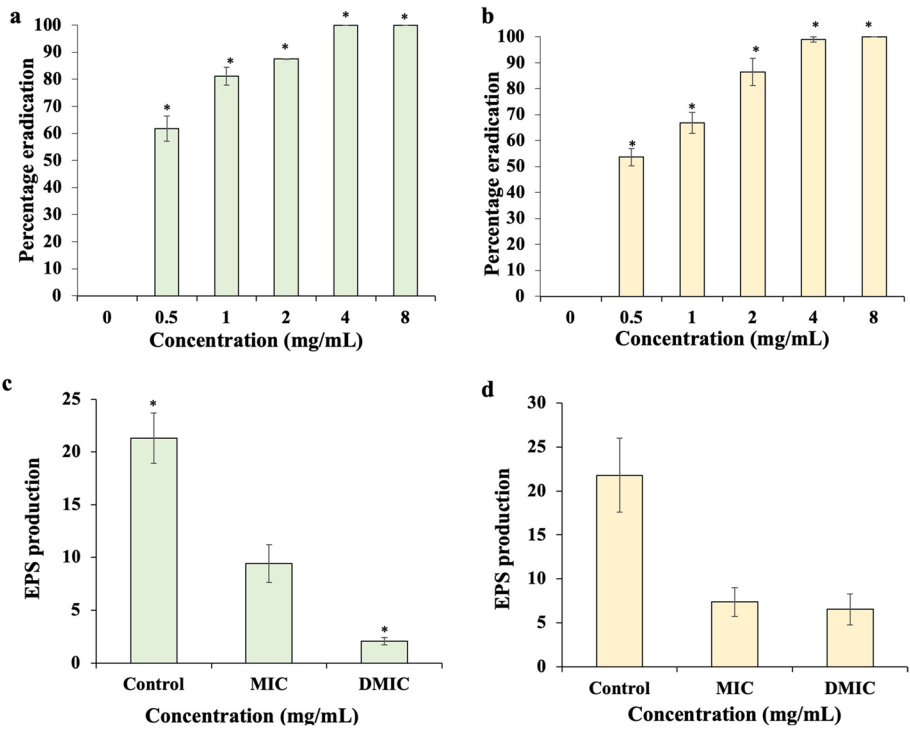 a
Percentage eradication
100
90
80
70
60
50
40
30
20
10
0
* * * * *
0 0.5 1 2 4 8
Concentration (mg/mL)
b
Percentage eradication
100
90
80
70
60
50
40
30
20
10
0
* * * * *
0 0.5 1 2 4 8
Concentration (mg/mL)
c
EPS production
25
20
15
10
5
0
* *
Control MIC DMIC
Concentration (mg/mL)
d
EPS production
30
25
20
15
10
5
0
Control MIC DMIC
Concentration (mg/mL)